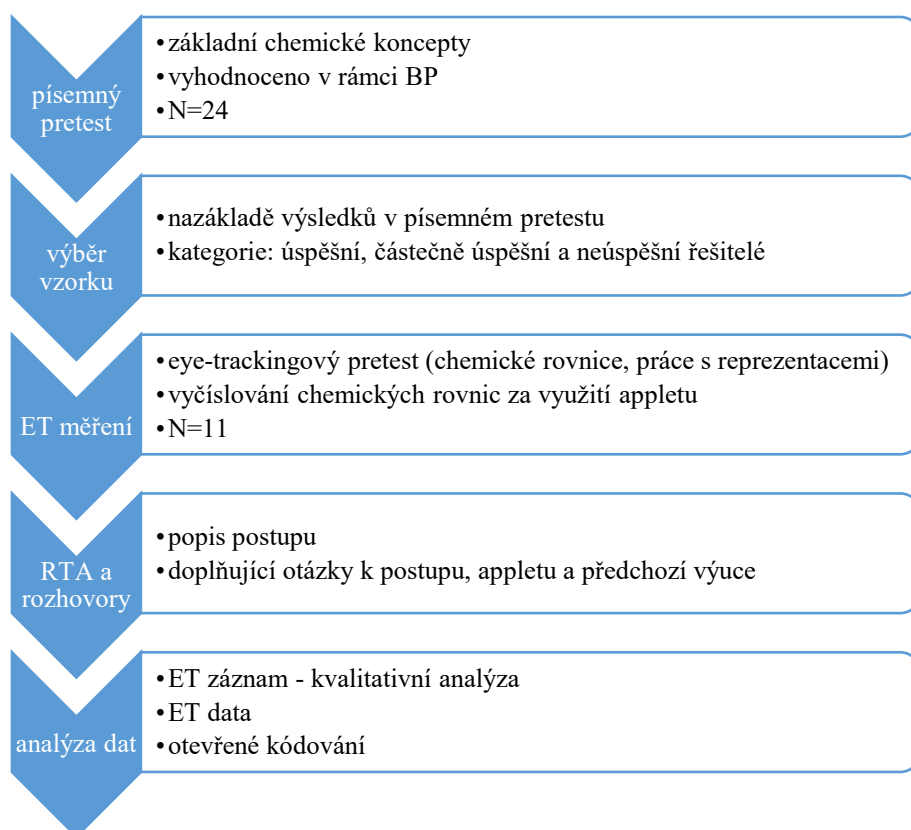 písemný
pretest
•základní chemické koncepty
•vyhodnoceno v rámci BP
•N=24
výběr
vzorku
•nazákladě výsledků v písemném pretestu
•kategorie: úspěšní, částečně úspěšní a neúspěšní řešitelé
ET měření
•eye-trackingový pretest (chemické rovnice, práce s reprezentacemi)
•vyčíslování chemických rovnic za využití appletu
•N=11
RTA a
rozhovory
•popis postupu
•doplňující otázky k postupu, appletu a předchozí výuce
analýza dat
•ET záznam - kvalitativní analýza
•ET data
•otevřené kódování